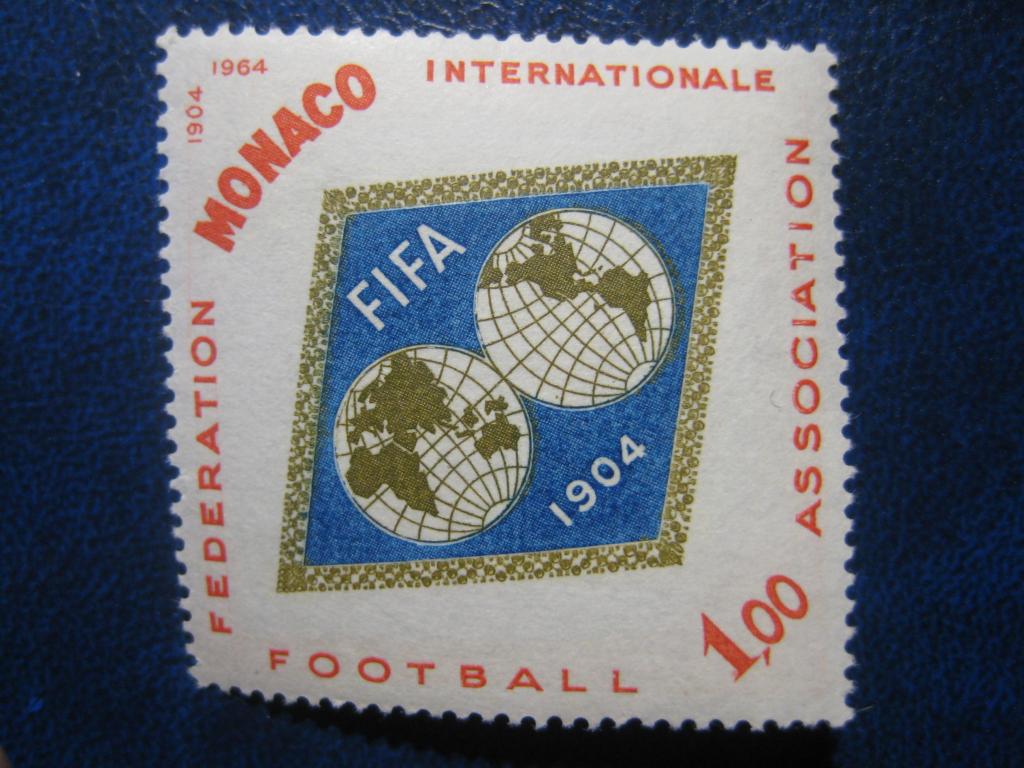 1904
1964
MONACO
FEDERATION
INTERNATIONALE
FOOTBALL
ASSOCIATION
FIFA
1904
1,00